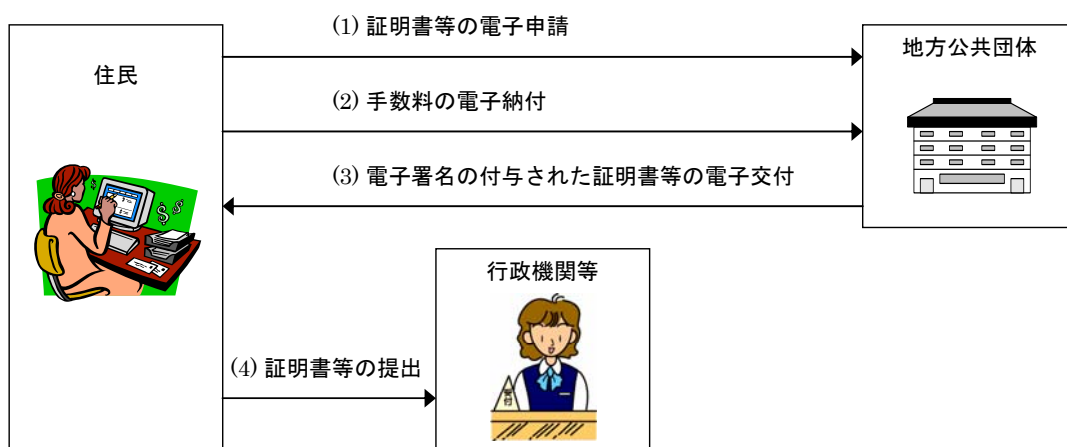 (1) 証明書等の電子申請
地方公共団体
住民
(2) 手数料の電子納付
(3) 電子署名の付与された証明書等の電子交付
行政機関等
(4) 証明書等の提出
受付